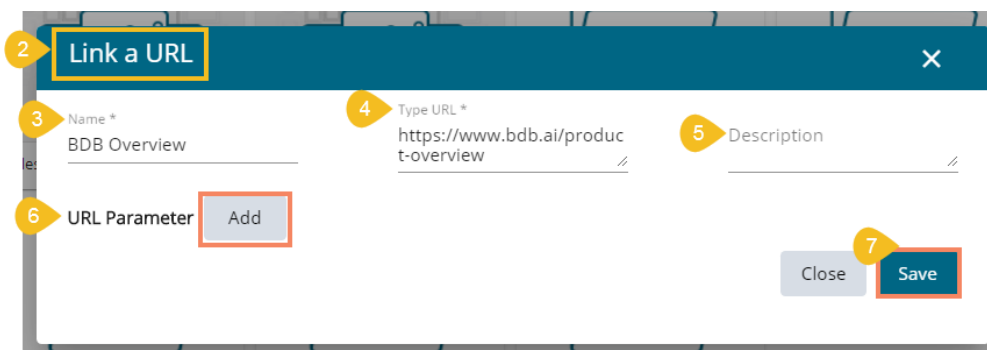 2
Link a URL
3
Name *
BDB Overview
4
Type URL *
https://www.bdb.ai/produc
t-overview
5
Description
6
URL Parameter
Add
7
Close
Save